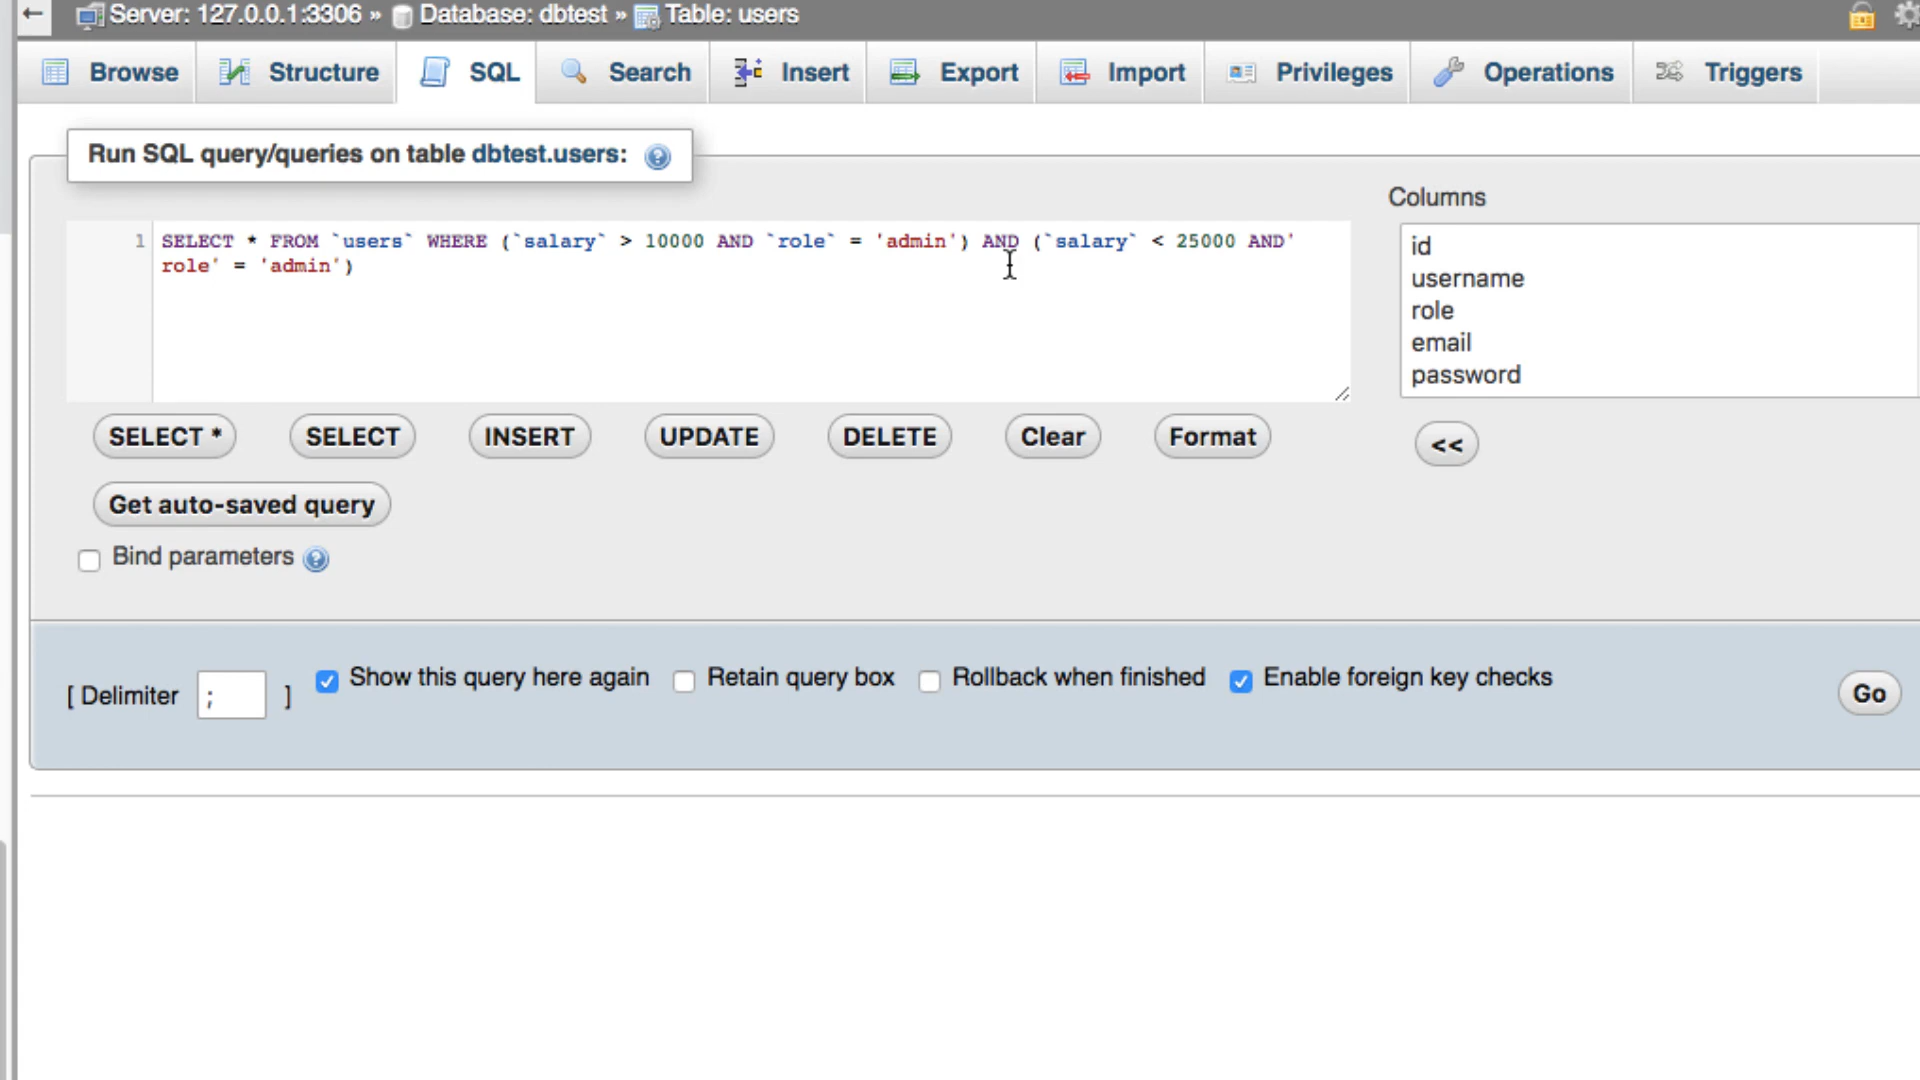 Server: 127.0.0.1:3306 » Database: dbtest » Table: users
Browse Structure SQL Search Insert Export Import Privileges Operations Triggers
Run SQL query/queries on table dbtest.users:
Columns
1 SELECT * FROM `users` WHERE (`salary` > 10000 AND `role` = 'admin') AND (`salary` < 25000 AND'
role' = 'admin')
id
username
role
email
password
SELECT * SELECT INSERT UPDATE DELETE Clear Format <<
Get auto-saved query
Bind parameters
[ Delimiter ; ] Show this query here again Retain query box Rollback when finished Enable foreign key checks
Go